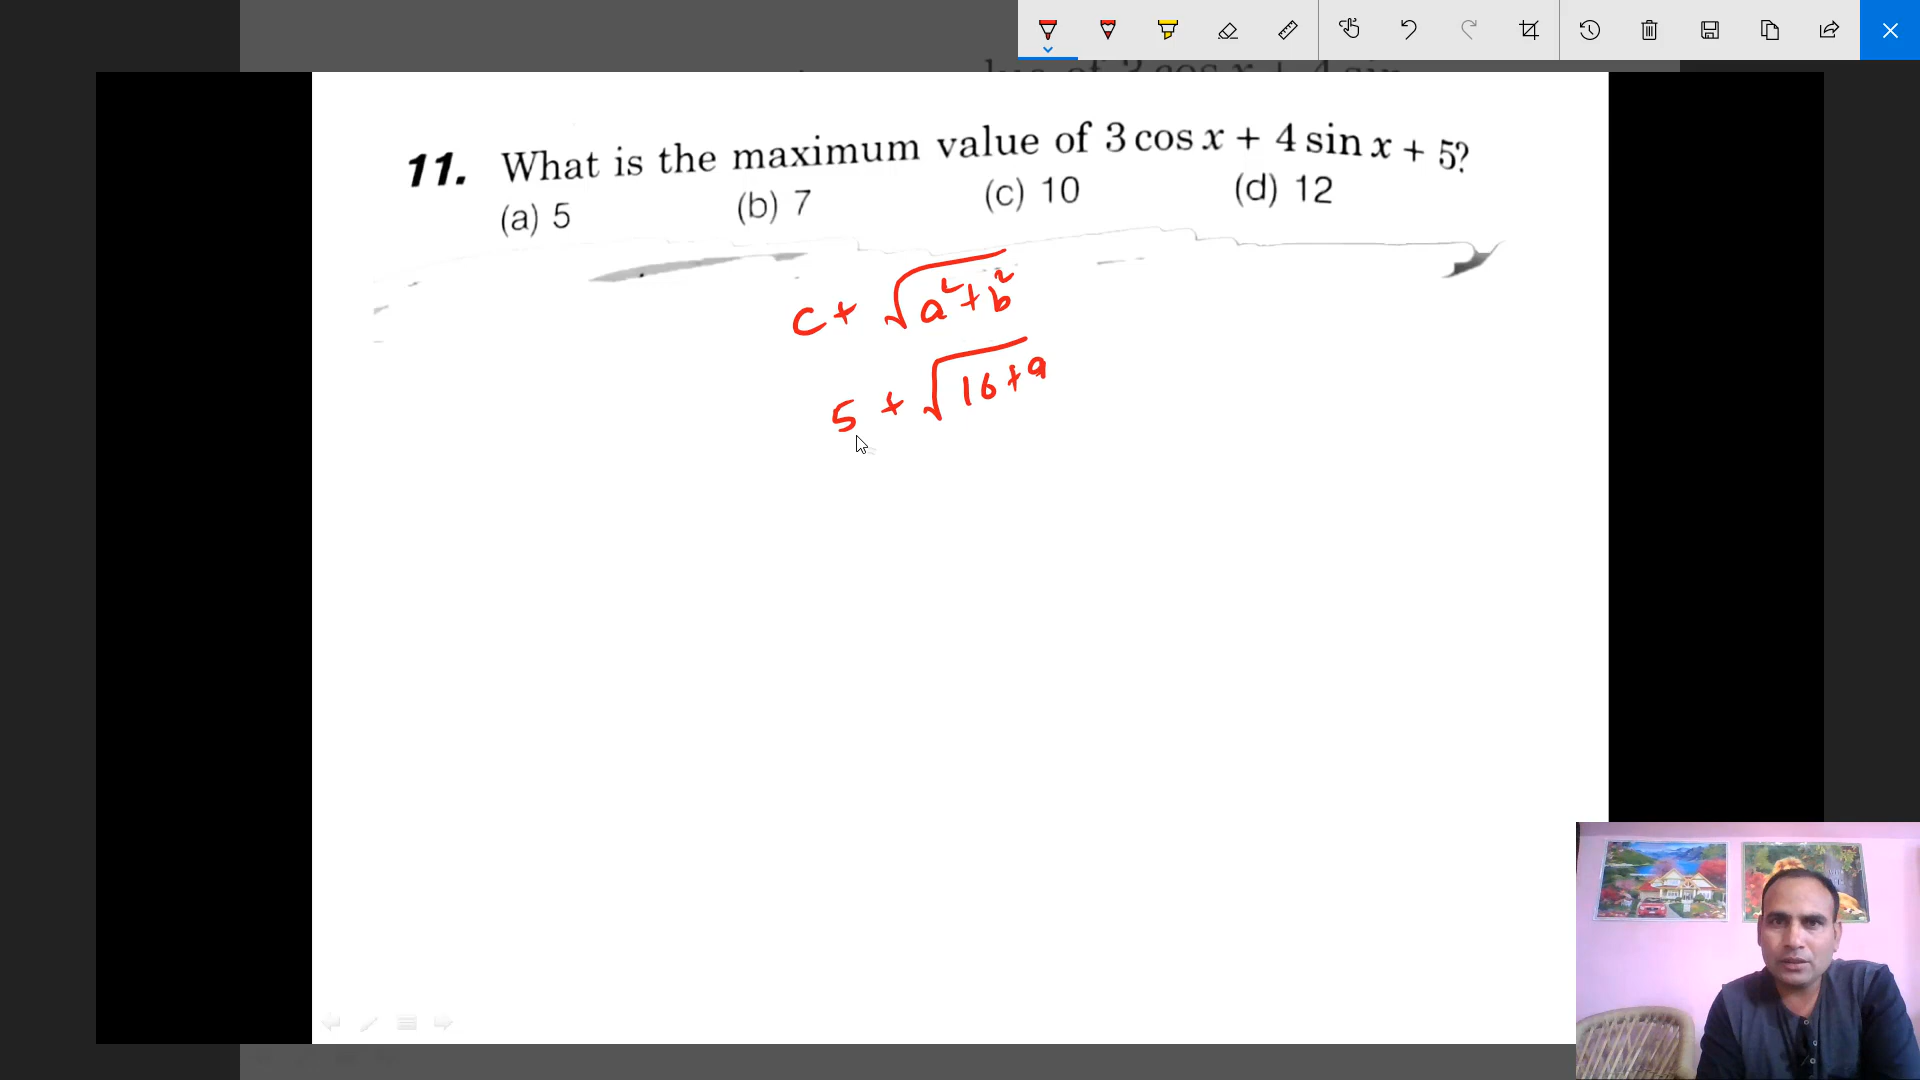 11. What is the maximum value of 3 cos x + 4 sin x + 5?
(a) 5 (b) 7 (c) 10 (d) 12
c + √a²+b²
5 + √16+9